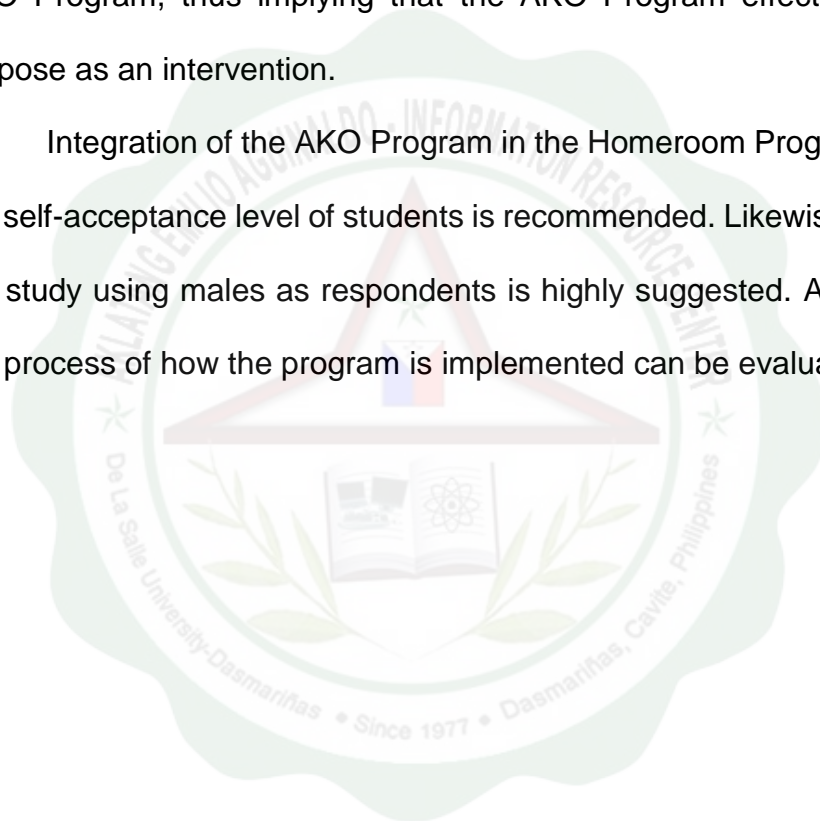 O Program, thus implying that the AKO Program effect
pose as an intervention.
Integration of the AKO Program in the Homeroom Prog
self-acceptance level of students is recommended. Likewis
study using males as respondents is highly suggested. A
process of how the program is implemented can be evalua
EMILIO AGUINALDO - INFORMATION RESOURCE CENTER
De La Salle University-Dasmariñas • Since 1977 • Dasmariñas, Cavite, Philippines